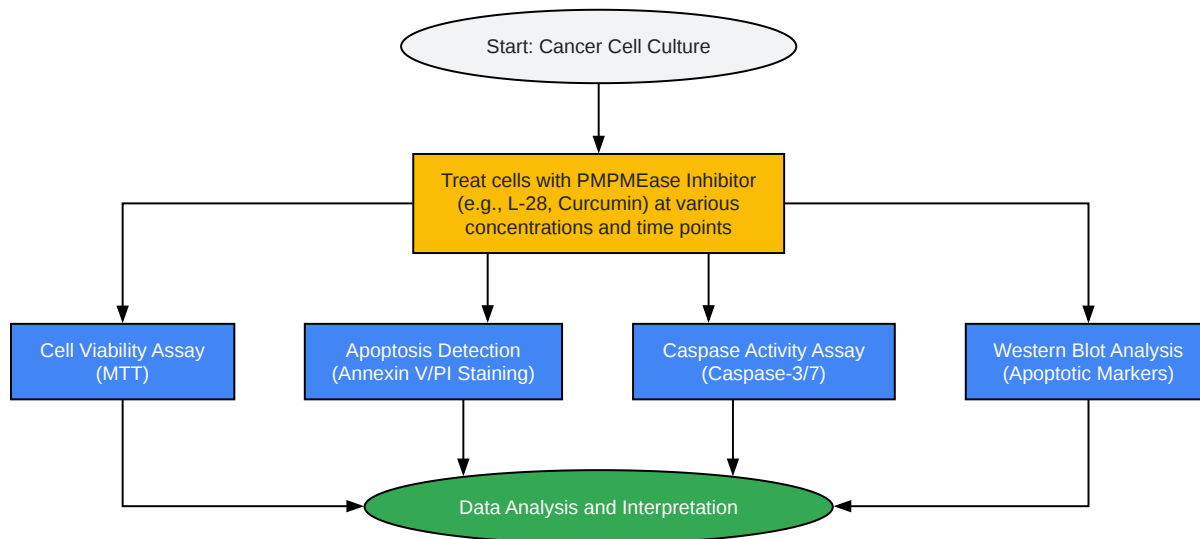 Start: Cancer Cell Culture
Treat cells with PMPMEase Inhibitor
(e.g., L-28, Curcumin) at various
concentrations and time points
Cell Viability Assay
(MTT)
Apoptosis Detection
(Annexin V/PI Staining)
Caspase Activity Assay
(Caspase-3/7)
Western Blot Analysis
(Apoptotic Markers)
Data Analysis and Interpretation